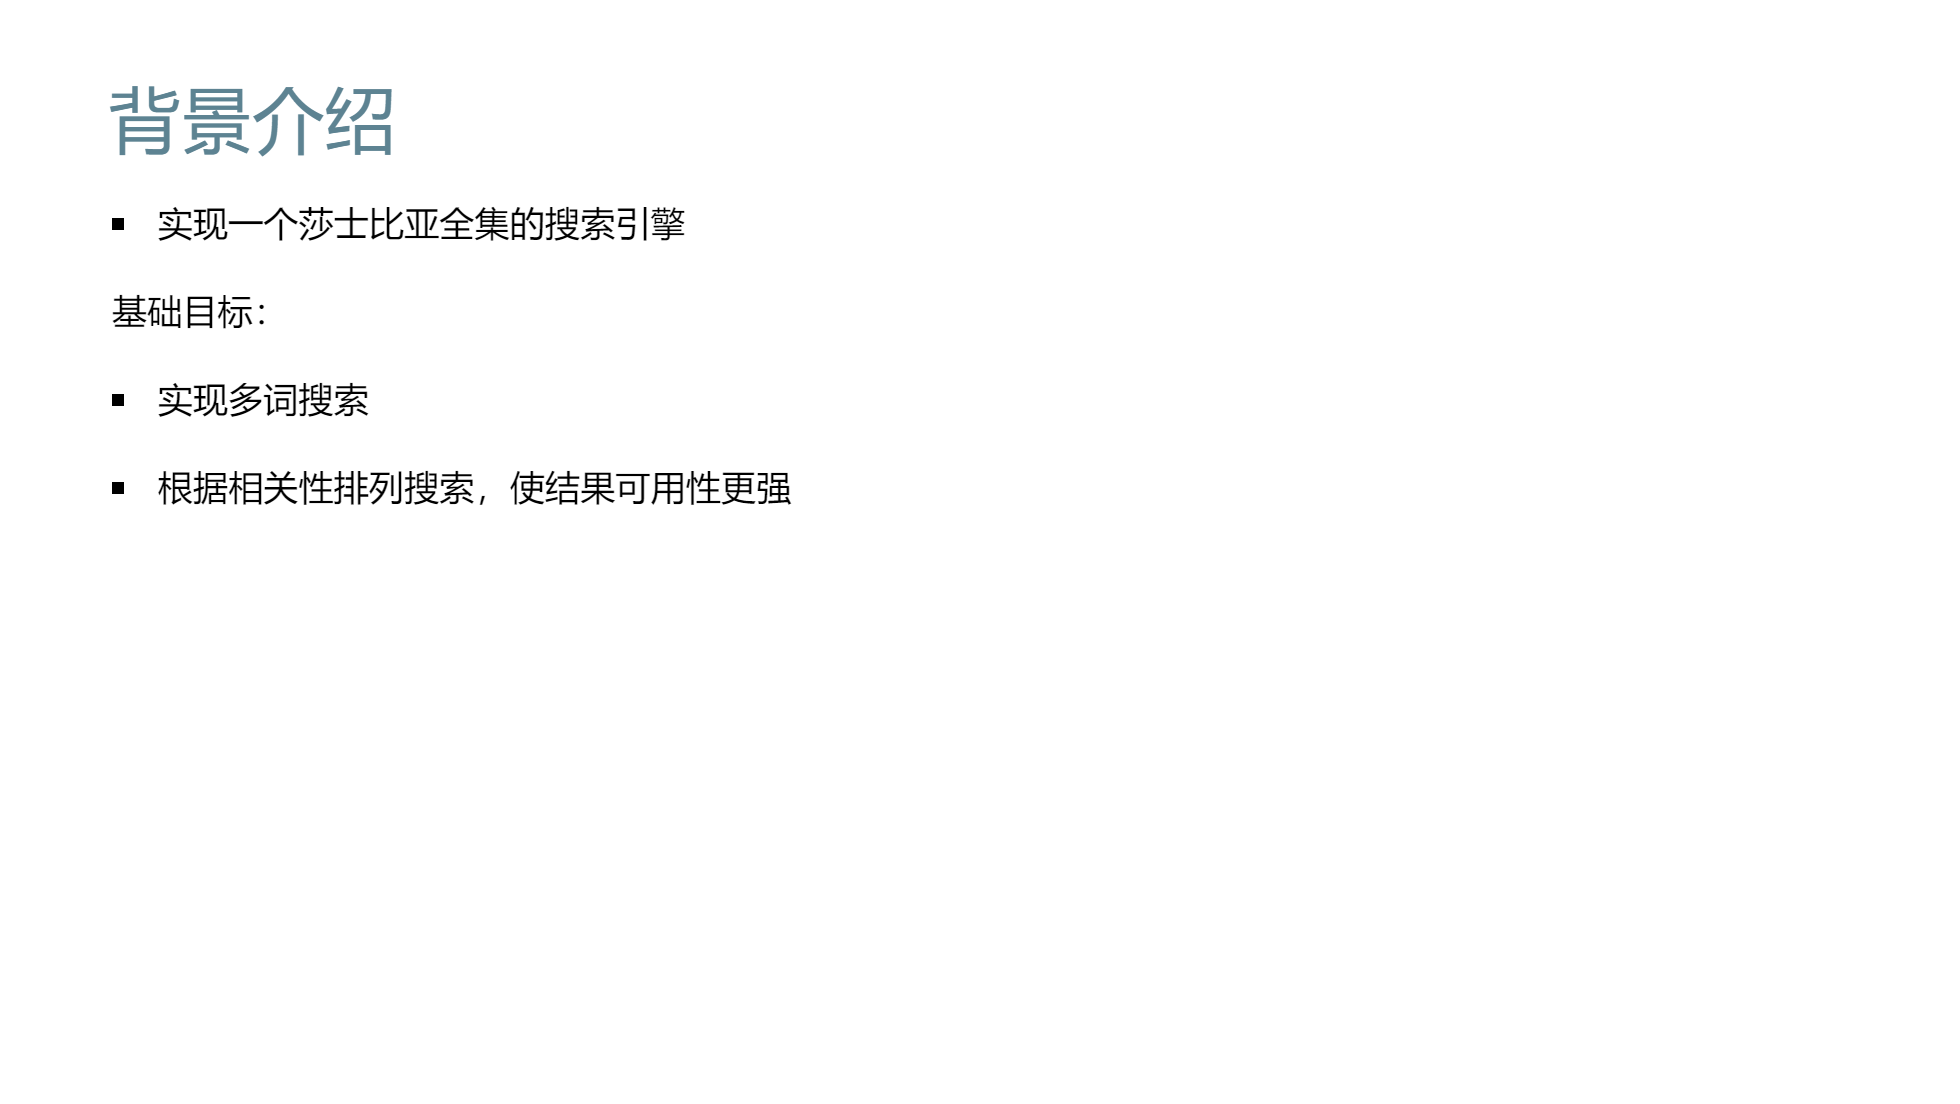 背景介绍
▪ 实现一个莎士比亚全集的搜索引擎
基础目标：
▪ 实现多词搜索
▪ 根据相关性排列搜索，使结果可用性更强